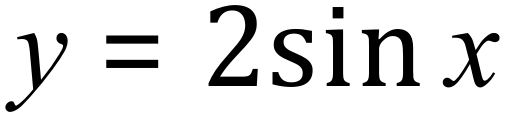 y = 2sin x